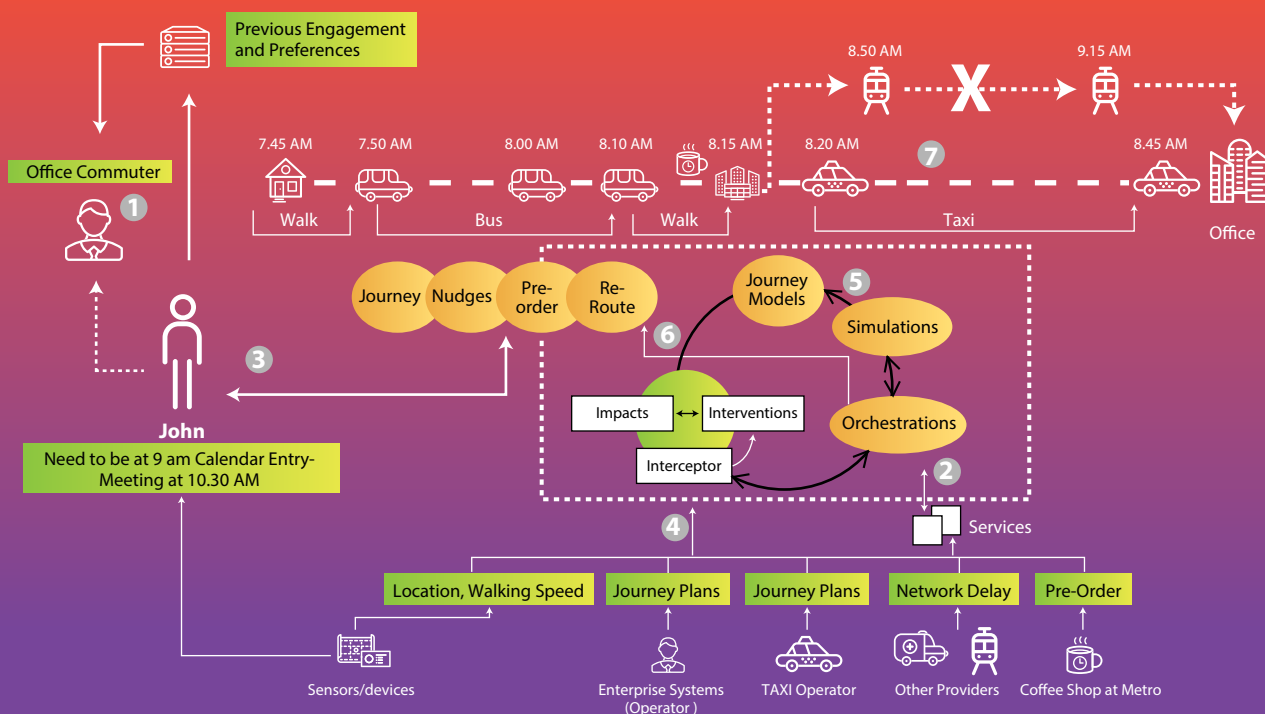 Previous Engagement
and Preferences
8.50 AM
9.15 AM
X
7.45 AM
7.50 AM
8.00 AM
8.10 AM
8.15 AM
8.20 AM
7
8.45 AM
Office Commuter
1
Walk
Bus
Walk
Taxi
Office
Journey
Nudges
Pre-
order
Re-
Route
Journey
Models
5
Simulations
6
3
Impacts
Interventions
Orchestrations
Interceptor
John
Need to be at 9 am Calendar Entry-
Meeting at 10.30 AM
2
4
Services
Location, Walking Speed
Journey Plans
Journey Plans
Network Delay
Pre-Order
Sensors/devices
Enterprise Systems
(Operator )
TAXI Operator
Other Providers
Coffee Shop at Metro